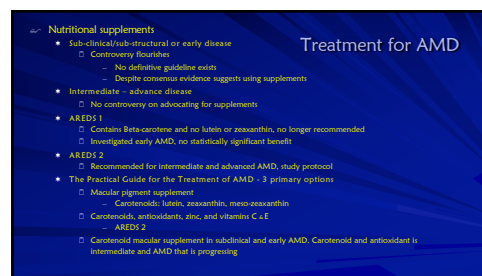 Treatment for AMD
Nutritional supplements
Sub-clinical/sub-structural or early disease
Controversy flourishes
– No definitive guideline exists
– Despite consensus evidence suggests using supplements
Intermediate – advance disease
No controversy on advocating for supplements
AREDS 1
Contains Beta-carotene and no lutein or zeaxanthin, no longer recommended
Investigated early AMD, no statistically significant benefit
AREDS 2
Recommended for intermediate and advanced AMD, study protocol
The Practical Guide for the Treatment of AMD - 3 primary options
Macular pigment supplement
– Carotenoids: lutein, zeaxanthin, meso-zeaxanthin
Carotenoids, antioxidants, zinc, and vitamins C & E
– AREDS 2
Carotenoid macular supplement in subclinical and early AMD. Carotenoid and antioxidant is
intermediate and AMD that is progressing